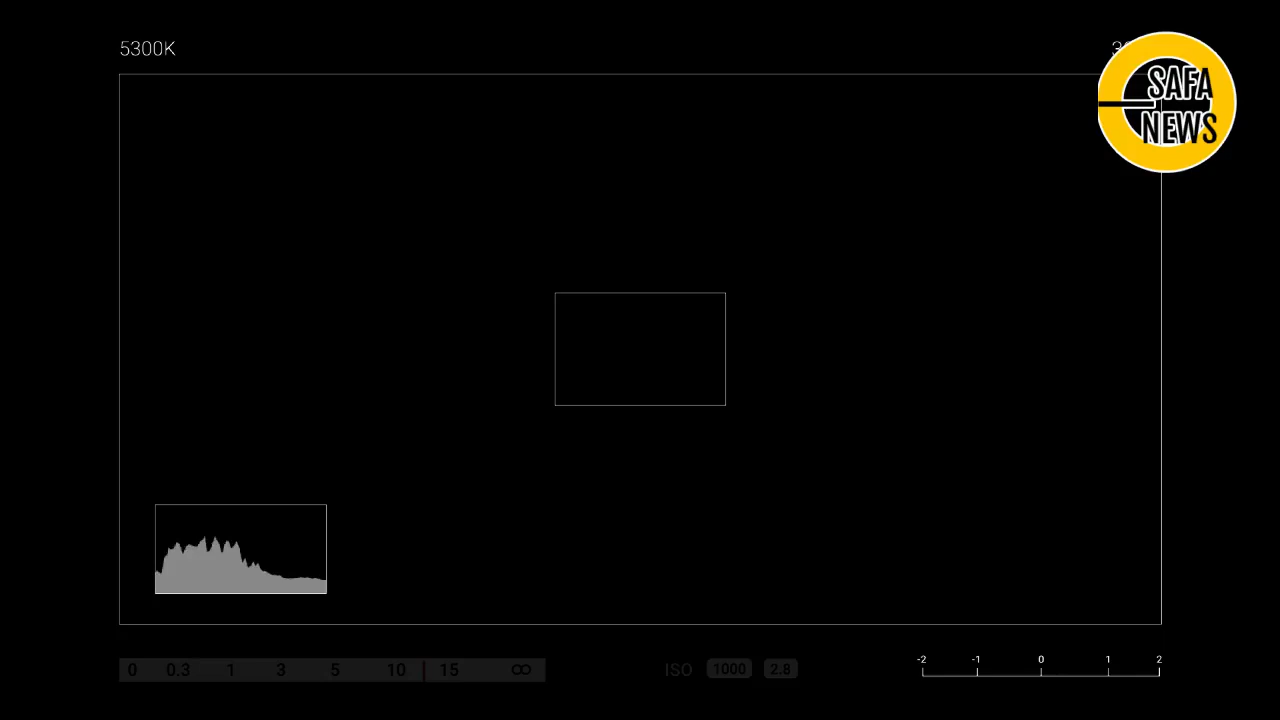 5300K
SAFA
NEWS
0 0.3 1 3 5 10 15 ∞
ISO 1000 2.8
-2 -1 0 1 2